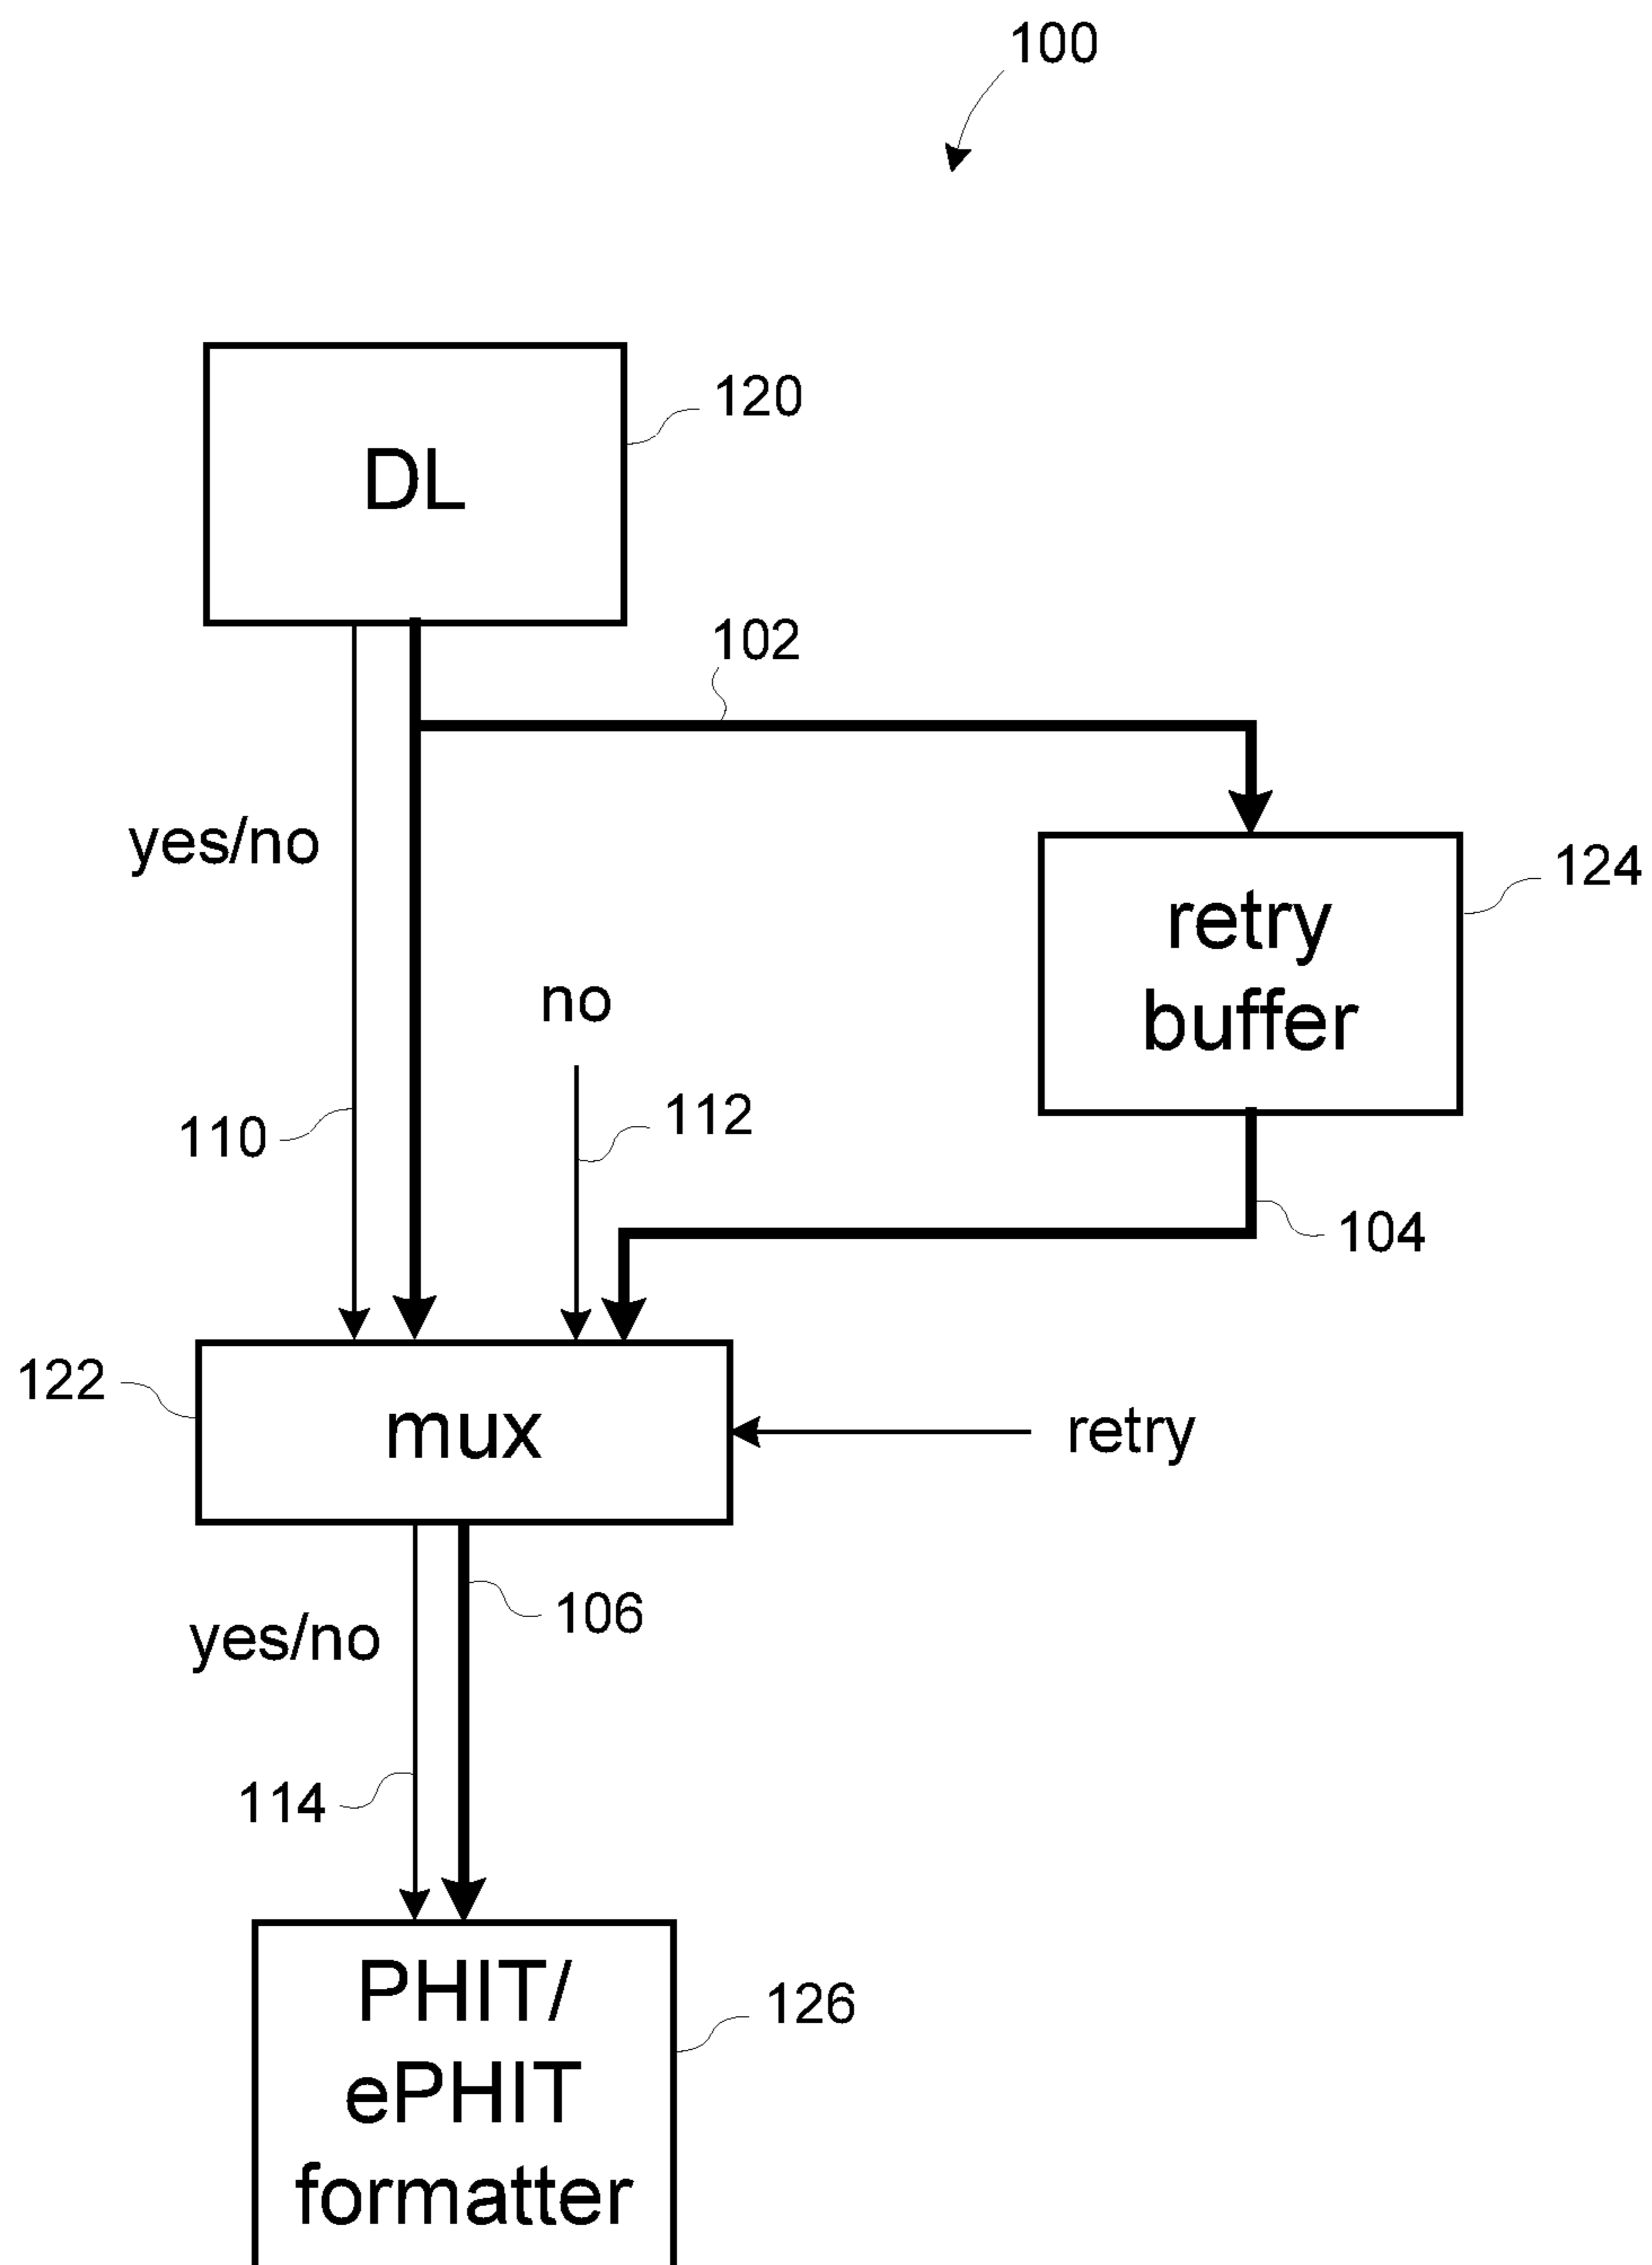 100
120
DL
102
yes/no
124
retry
buffer
no
112
110
104
122
mux
retry
106
yes/no
114
PHIT/
ePHIT
formatter
126